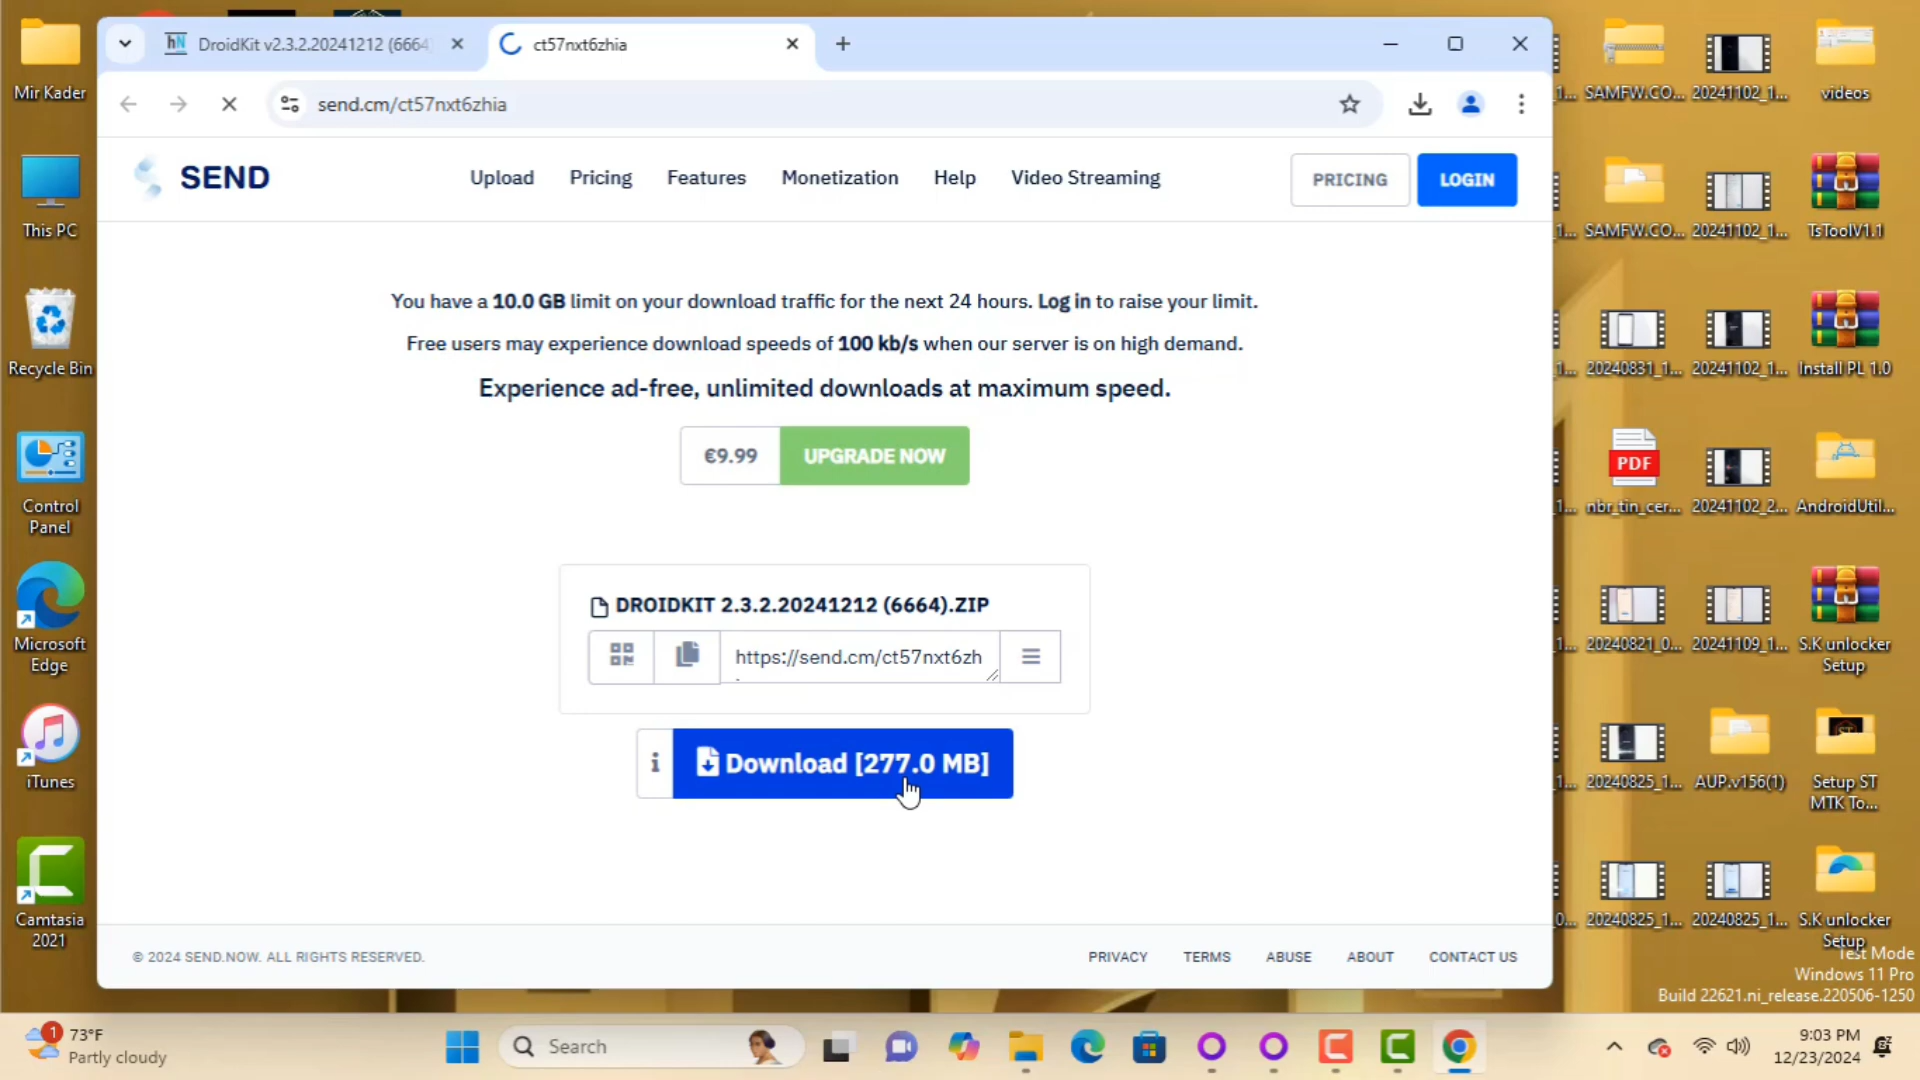 DroidKit v2.3.2.20241212 (6664
ct57nxt6zhia
send.cm/ct57nxt6zhia
SEND
Upload
Pricing
Features
Monetization
Help
Video Streaming
PRICING
LOGIN
You have a 10.0 GB limit on your download traffic for the next 24 hours. Log in to raise your limit.
Free users may experience download speeds of 100 kb/s when our server is on high demand.
Experience ad-free, unlimited downloads at maximum speed.
€9.99
UPGRADE NOW
DROIDKIT 2.3.2.20241212 (6664).ZIP
https://send.cm/ct57nxt6zh
Download [277.0 MB]
© 2024 SEND.NOW. ALL RIGHTS RESERVED.
PRIVACY
TERMS
ABUSE
ABOUT
CONTACT US
Mir Kader
This PC
Recycle Bin
Control
Panel
Microsoft
Edge
iTunes
Camtasia
2021
SAMFW.CO...
20241102_1...
videos
SAMFW.CO...
20241102_1...
TsToolV1.1
20240831_1...
20241102_1...
Install PL 1.0
PDF
nbr_tin_cer...
20241102_2...
AndroidUtil...
20240821_0...
20241109_1...
S.K unlocker
Setup
20240825_1...
AUP.v156(1)
Setup ST
MTK To...
20240825_1...
20240825_1...
S.K unlocker
Setup
Test Mode
Windows 11 Pro
Build 22621.ni_release.220506-1250
1
73°F
Partly cloudy
Search
9:03 PM
12/23/2024